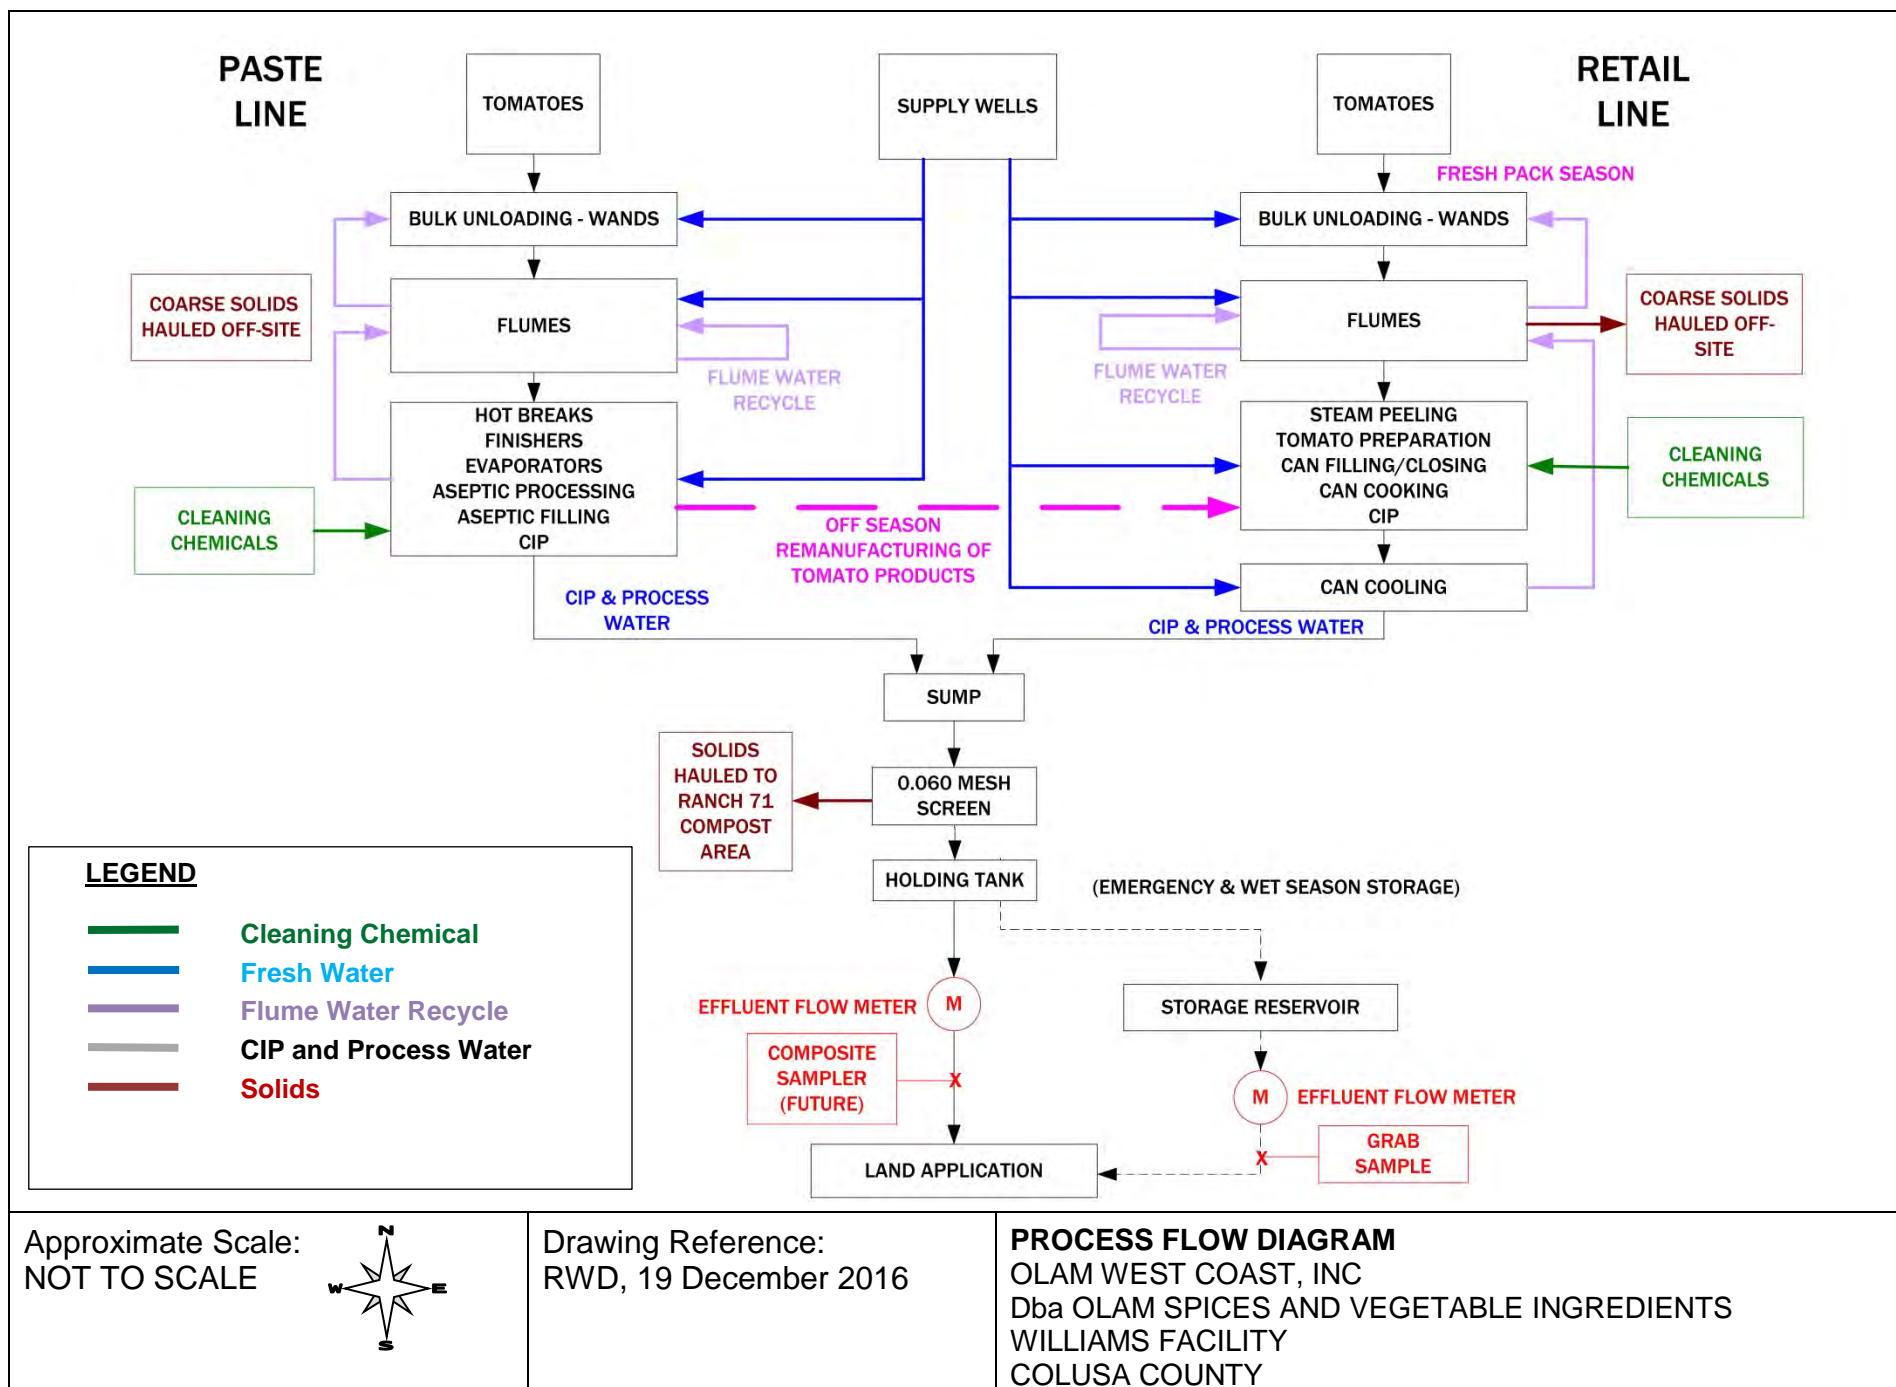 PASTE
LINE
TOMATOES
SUPPLY WELLS
TOMATOES
RETAIL
LINE
FRESH PACK SEASON
BULK UNLOADING - WANDS
BULK UNLOADING - WANDS
COARSE SOLIDS
HAULED OFF-SITE
FLUMES
FLUME WATER
RECYCLE
FLUMES
FLUME WATER
RECYCLE
COARSE SOLIDS
HAULED OFF-
SITE
HOT BREAKS
FINISHERS
EVAPORATORS
ASEPTIC PROCESSING
ASEPTIC FILLING
CIP
STEAM PEELING
TOMATO PREPARATION
CAN FILLING/CLOSING
CAN COOKING
CIP
CLEANING
CHEMICALS
CLEANING
CHEMICALS
OFF SEASON
REMANUFACTURING OF
TOMATO PRODUCTS
CAN COOLING
CIP & PROCESS
WATER
CIP & PROCESS WATER
SUMP
SOLIDS
HAULED TO
RANCH 71
COMPOST
AREA
0.060 MESH
SCREEN
HOLDING TANK
(EMERGENCY & WET SEASON STORAGE)
LEGEND
Cleaning Chemical
Fresh Water
Flume Water Recycle
CIP and Process Water
Solids
EFFLUENT FLOW METER
M
STORAGE RESERVOIR
COMPOSITE
SAMPLER
(FUTURE)
X
M
EFFLUENT FLOW METER
GRAB
SAMPLE
X
LAND APPLICATION
Approximate Scale:
NOT TO SCALE
N
W
E
S
Drawing Reference:
RWD, 19 December 2016
PROCESS FLOW DIAGRAM
OLAM WEST COAST, INC
Dba OLAM SPICES AND VEGETABLE INGREDIENTS
WILLIAMS FACILITY
COLUSA COUNTY